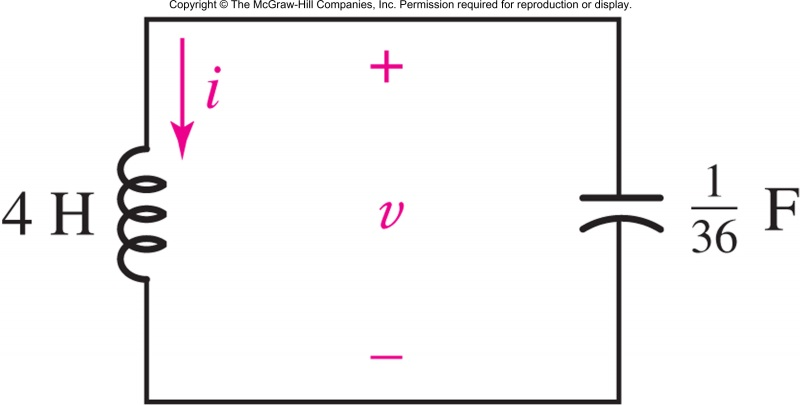 Copyright © The McGraw-Hill Companies, Inc. Permission required for reproduction or display.
+
i
4 H
v
1/36 F
−